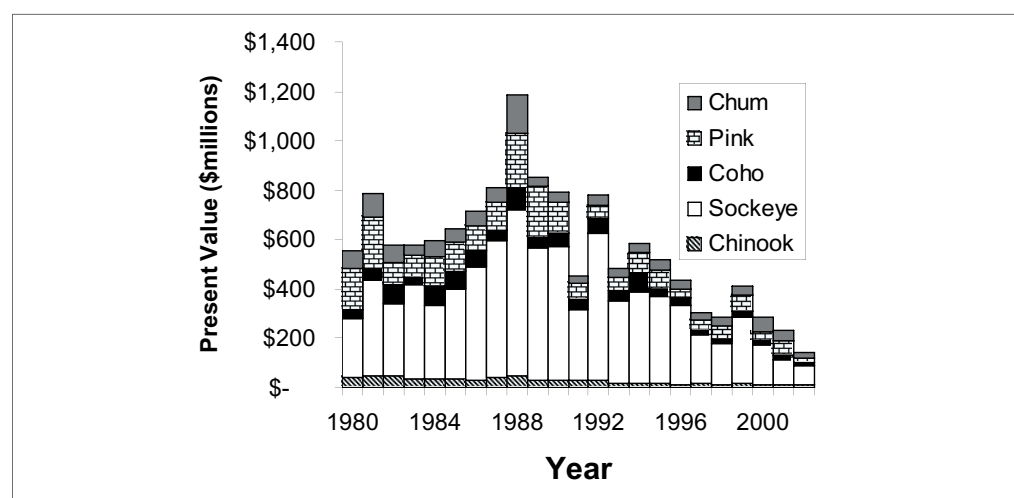 $1,400
$1,200
$1,000
$800
$600
$400
$200
$-
Present Value ($millions)
Chum
Pink
Coho
Sockeye
Chinook
1980 1984 1988 1992 1996 2000
Year